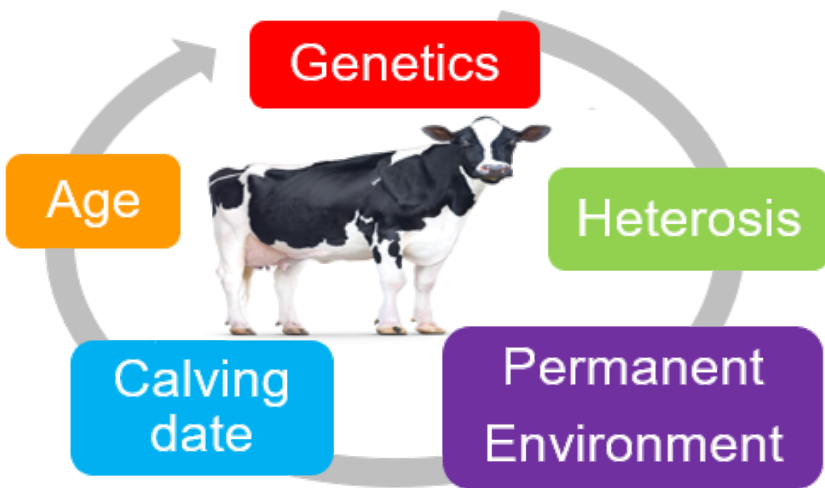 Genetics
Heterosis
Permanent
Environment
Calving
date
Age